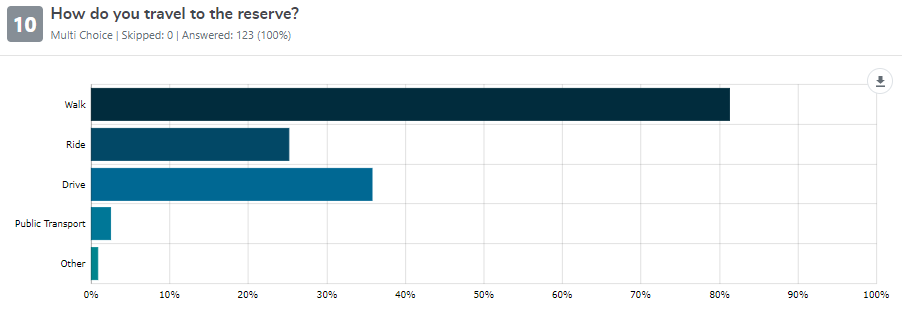 10
How do you travel to the reserve?
Multi Choice | Skipped: 0 | Answered: 123 (100%)
Walk
Ride
Drive
Public Transport
Other
0% 10% 20% 30% 40% 50% 60% 70% 80% 90% 100%